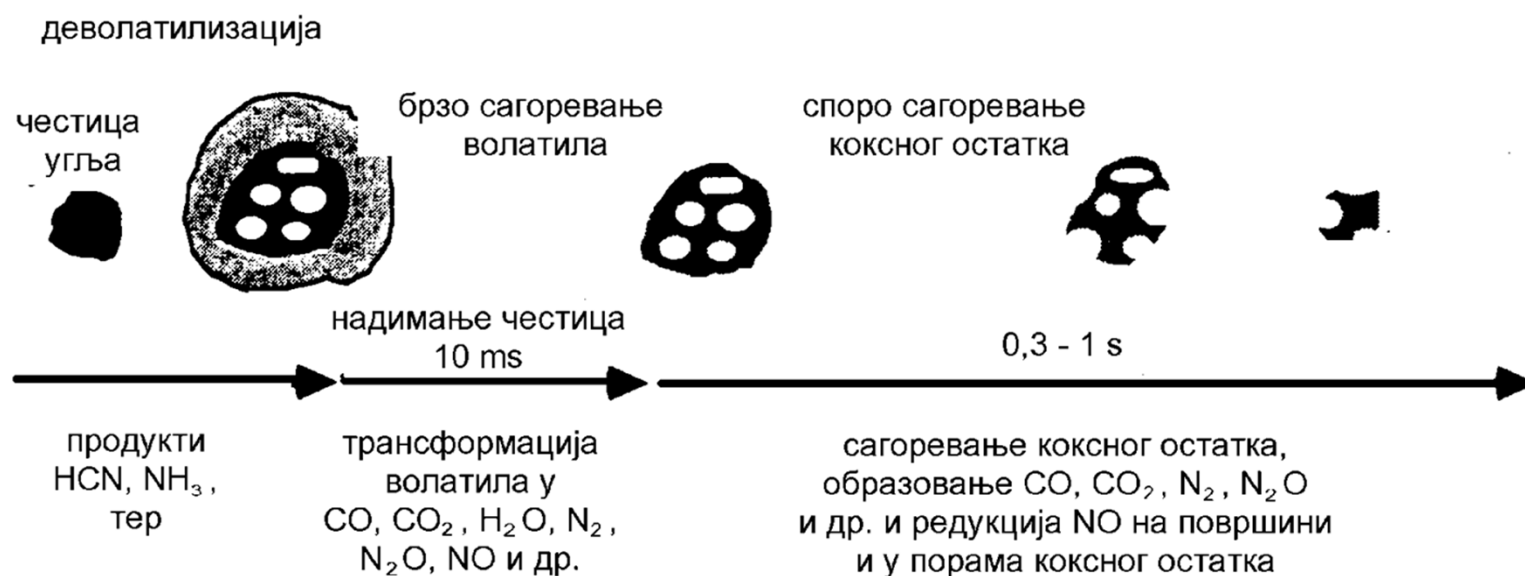 деволатилизација
честица
угља
брзо сагоревање
волатила
споро сагоревање
коксног остатка
надимање честица
10 ms
0,3 - 1 s
продукти
HCN, NH₃ ,
тер
трансформација
волатила у
CO, CO₂ , H₂O, N₂ ,
N₂O, NO и др.
сагоревање коксног остатка,
образовање CO, CO₂ , N₂ , N₂O
и др. и редукција NO на површини
и у порама коксног остатка